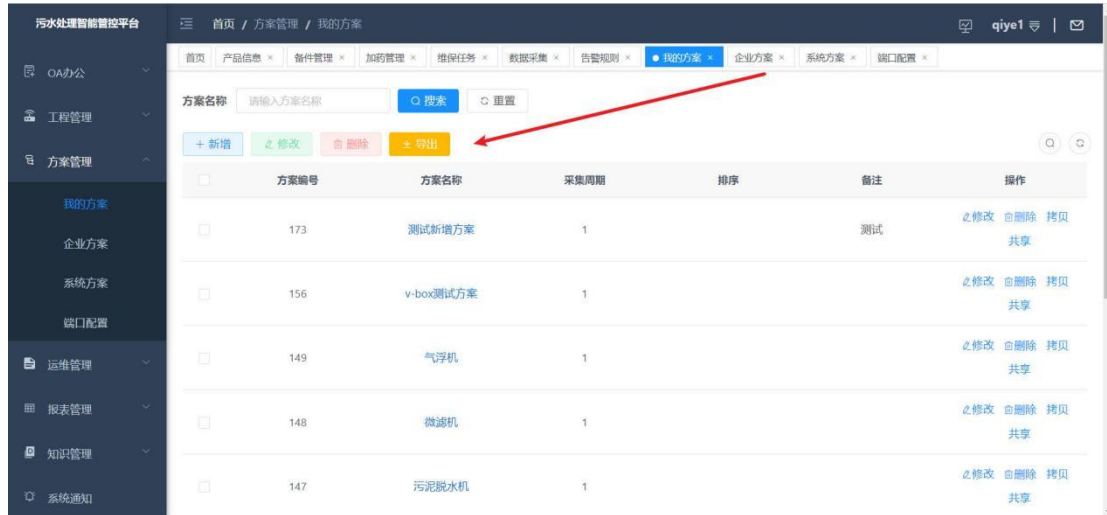 污水处理智能管控平台
首页 / 方案管理 / 我的方案
qiye1
首页 产品信息 × 备件管理 × 加药管理 × 维保任务 × 数据采集 × 告警规则 × 我的方案 × 企业方案 × 系统方案 × 端口配置 ×
OA办公
工程管理
方案管理
我的方案
企业方案
系统方案
端口配置
运维管理
报表管理
知识管理
系统通知
方案名称 请输入方案名称 搜索 重置
+ 新增 修改 删除 导出
方案编号 方案名称 采集周期 排序 备注 操作
173 测试新增方案 1 测试 修改 删除 拷贝
共享
156 v-box测试方案 1 修改 删除 拷贝
共享
149 气浮机 1 修改 删除 拷贝
共享
148 微滤机 1 修改 删除 拷贝
共享
147 污泥脱水机 1 修改 删除 拷贝
共享